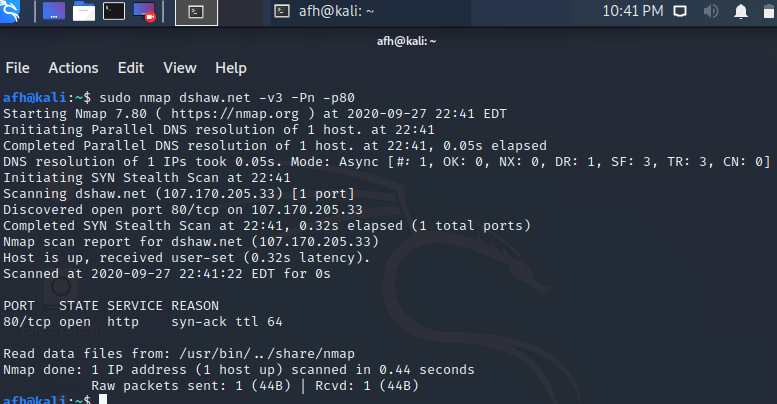 afh@kali: ~
10:41 PM
afh@kali: ~
File Actions Edit View Help
afh@kali:~$ sudo nmap dshaw.net -v3 -Pn -p80
Starting Nmap 7.80 ( https://nmap.org ) at 2020-09-27 22:41 EDT
Initiating Parallel DNS resolution of 1 host. at 22:41
Completed Parallel DNS resolution of 1 host. at 22:41, 0.05s elapsed
DNS resolution of 1 IPs took 0.05s. Mode: Async [#: 1, OK: 0, NX: 0, DR: 1, SF: 3, TR: 3, CN: 0]
Initiating SYN Stealth Scan at 22:41
Scanning dshaw.net (107.170.205.33) [1 port]
Discovered open port 80/tcp on 107.170.205.33
Completed SYN Stealth Scan at 22:41, 0.32s elapsed (1 total ports)
Nmap scan report for dshaw.net (107.170.205.33)
Host is up, received user-set (0.32s latency).
Scanned at 2020-09-27 22:41:22 EDT for 0s
PORT STATE SERVICE REASON
80/tcp open http syn-ack ttl 64
Read data files from: /usr/bin/../share/nmap
Nmap done: 1 IP address (1 host up) scanned in 0.44 seconds
Raw packets sent: 1 (44B) | Rcvd: 1 (44B)
afh@kali:~$